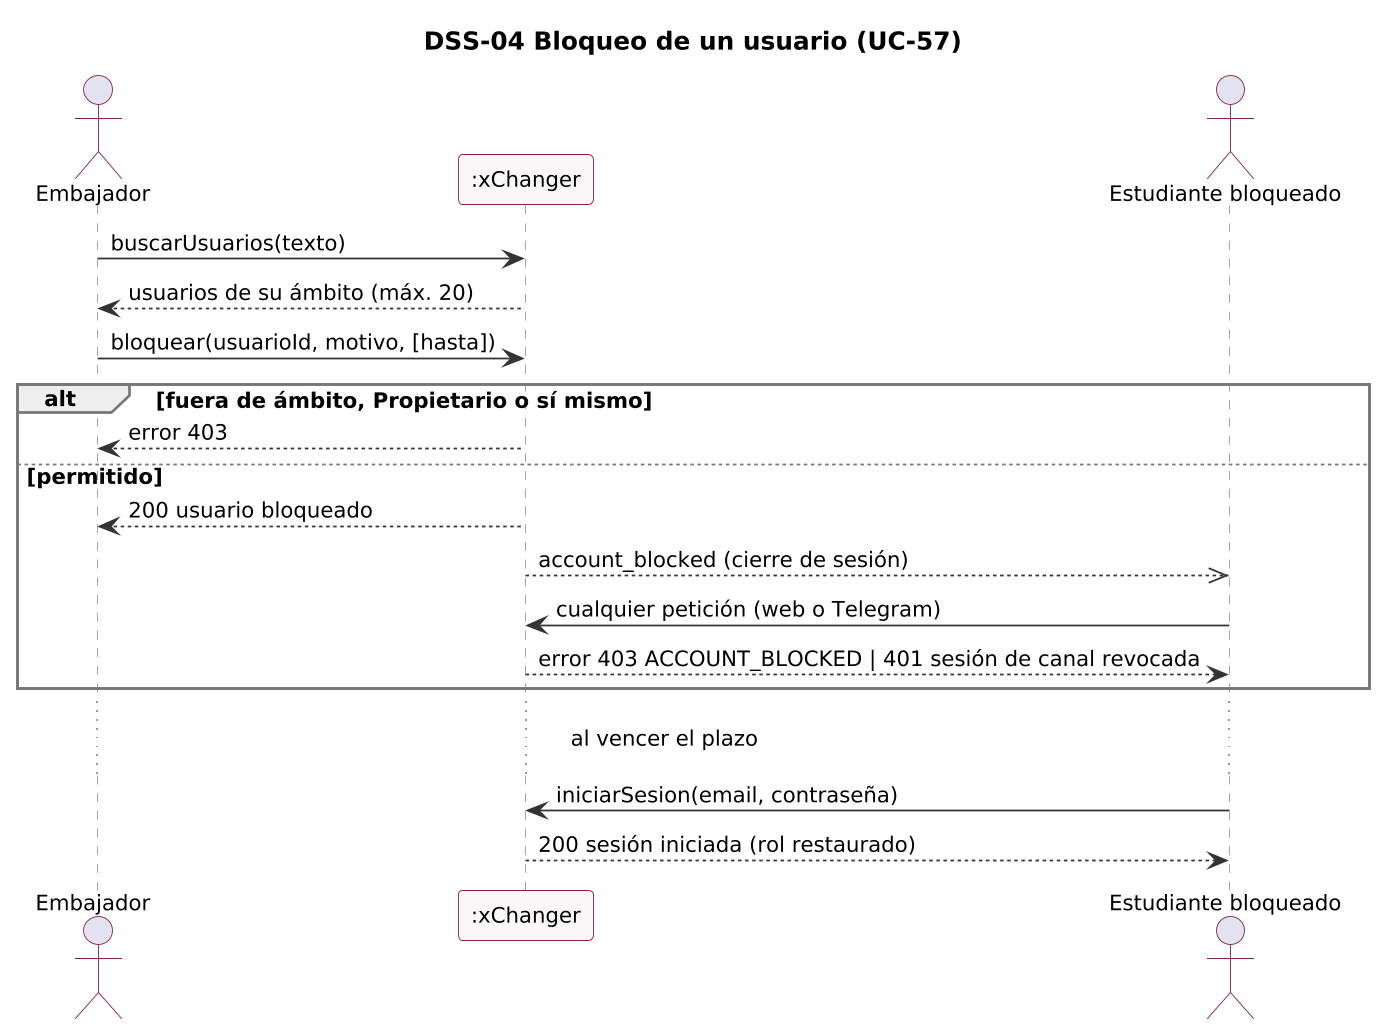 DSS-04 Bloqueo de un usuario (UC-57)
Embajador
:xChanger
Estudiante bloqueado
buscarUsuarios(texto)
usuarios de su ámbito (máx. 20)
bloquear(usuarioId, motivo, [hasta])
alt [fuera de ámbito, Propietario o sí mismo]
error 403
[permitido]
200 usuario bloqueado
account_blocked (cierre de sesión)
cualquier petición (web o Telegram)
error 403 ACCOUNT_BLOCKED | 401 sesión de canal revocada
al vencer el plazo
iniciarSesion(email, contraseña)
200 sesión iniciada (rol restaurado)
Embajador
:xChanger
Estudiante bloqueado